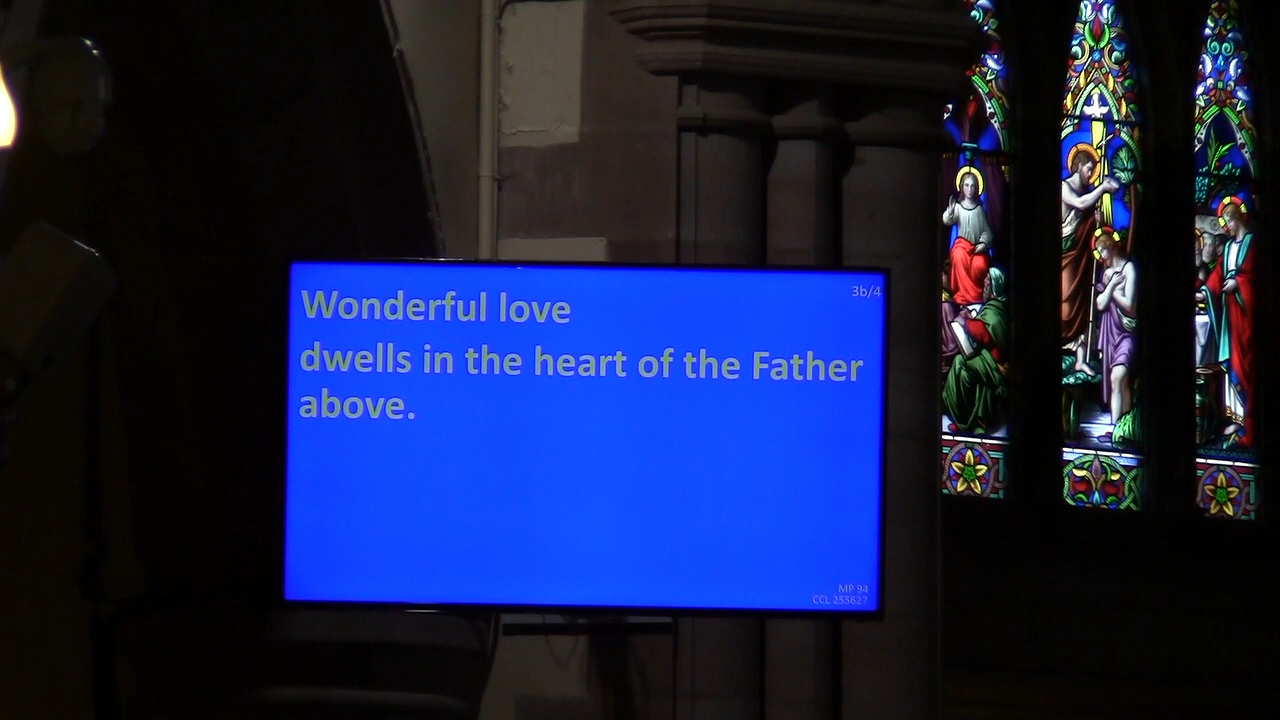 3b/4
Wonderful love
dwells in the heart of the Father
above.
MP 94
CCL 255627